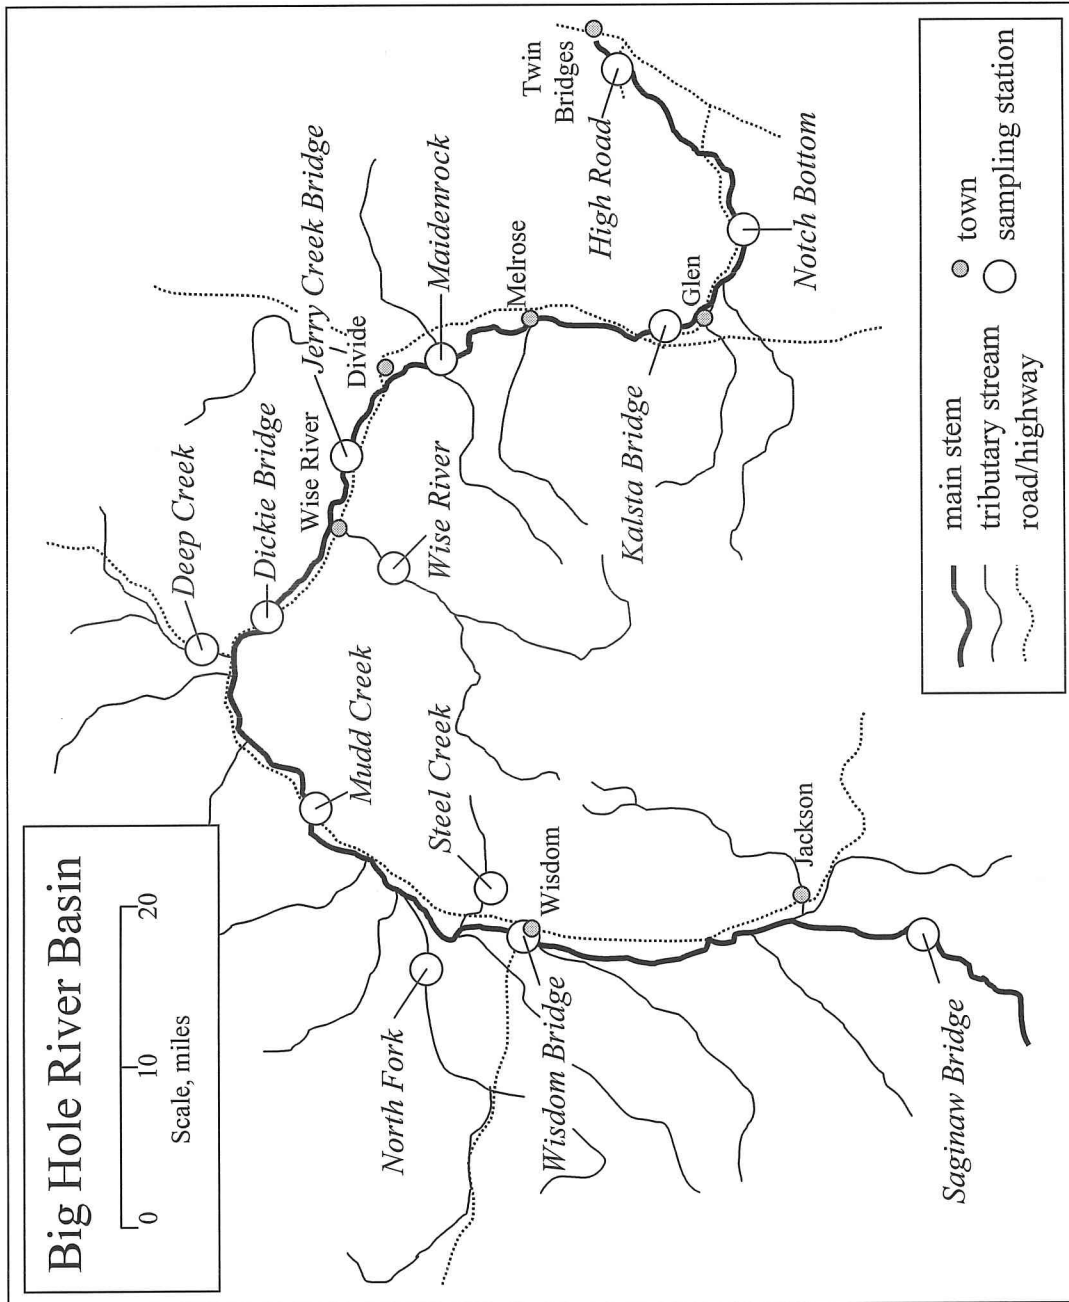 Big Hole River Basin
0
10
20
Scale, miles
Deep Creek
Dickie Bridge
Wise River
Jerry Creek Bridge
Divide
Maidenrock
Wise River
Melrose
Twin
Bridges
High Road
Mudd Creek
Steel Creek
Kalsta Bridge
Glen
Notch Bottom
North Fork
Wisdom
Wisdom Bridge
Jackson
Saginaw Bridge
main stem
tributary stream
road/highway
town
sampling station